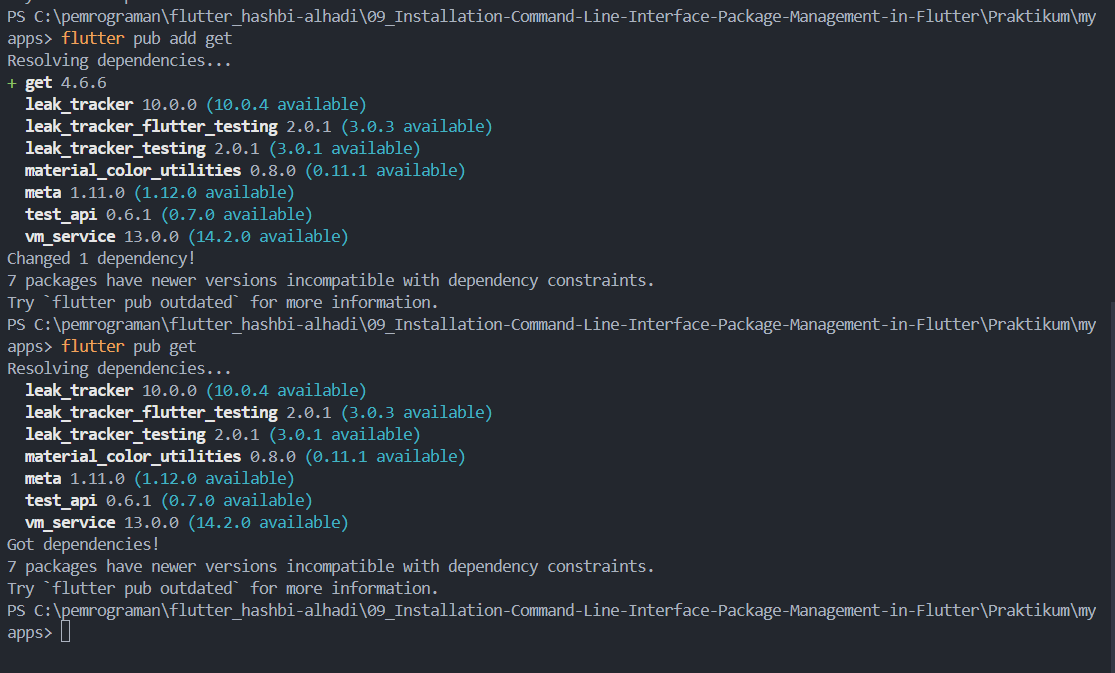 PS C:\pemrograman\flutter_hashbi-alhadi\09_Installation-Command-Line-Interface-Package-Management-in-Flutter\Praktikum\my
apps> flutter pub add get
Resolving dependencies...
+ get 4.6.6
  leak_tracker 10.0.0 (10.0.4 available)
  leak_tracker_flutter_testing 2.0.1 (3.0.3 available)
  leak_tracker_testing 2.0.1 (3.0.1 available)
  material_color_utilities 0.8.0 (0.11.1 available)
  meta 1.11.0 (1.12.0 available)
  test_api 0.6.1 (0.7.0 available)
  vm_service 13.0.0 (14.2.0 available)
Changed 1 dependency!
7 packages have newer versions incompatible with dependency constraints.
Try `flutter pub outdated` for more information.
PS C:\pemrograman\flutter_hashbi-alhadi\09_Installation-Command-Line-Interface-Package-Management-in-Flutter\Praktikum\my
apps> flutter pub get
Resolving dependencies...
  leak_tracker 10.0.0 (10.0.4 available)
  leak_tracker_flutter_testing 2.0.1 (3.0.3 available)
  leak_tracker_testing 2.0.1 (3.0.1 available)
  material_color_utilities 0.8.0 (0.11.1 available)
  meta 1.11.0 (1.12.0 available)
  test_api 0.6.1 (0.7.0 available)
  vm_service 13.0.0 (14.2.0 available)
Got dependencies!
7 packages have newer versions incompatible with dependency constraints.
Try `flutter pub outdated` for more information.
PS C:\pemrograman\flutter_hashbi-alhadi\09_Installation-Command-Line-Interface-Package-Management-in-Flutter\Praktikum\my
apps>